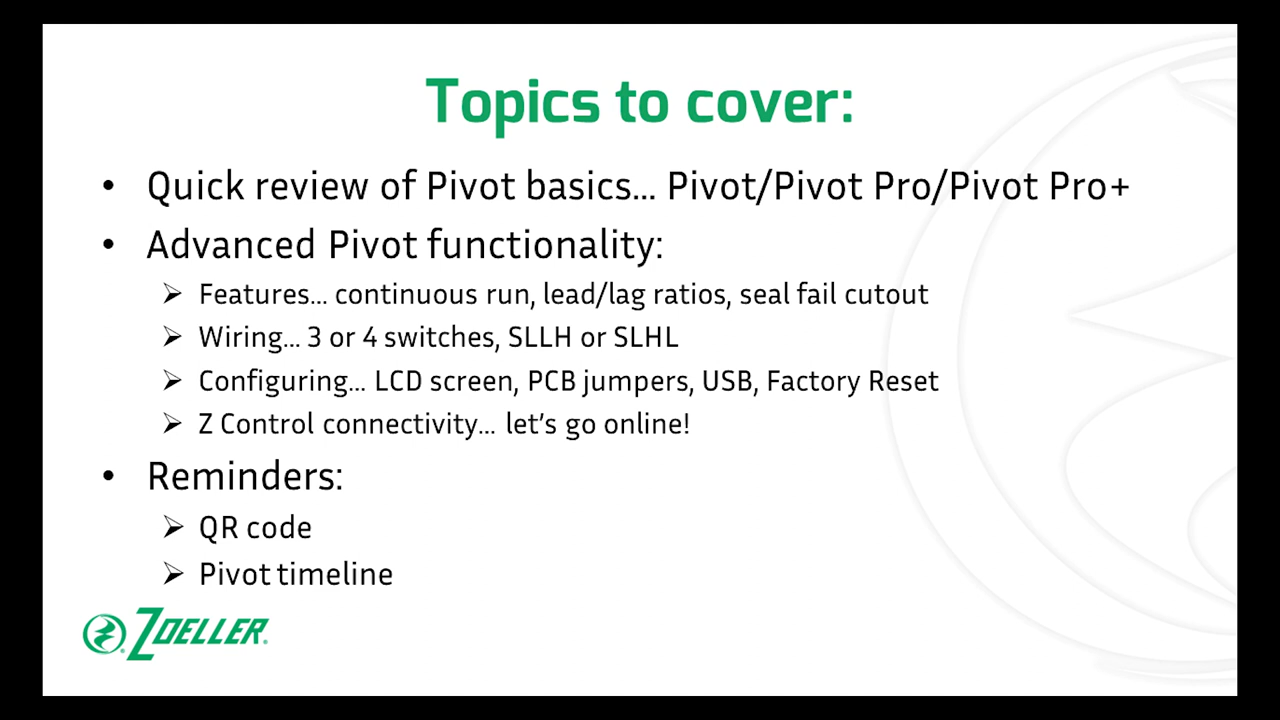 Topics to cover:
• Quick review of Pivot basics... Pivot/Pivot Pro/Pivot Pro+
• Advanced Pivot functionality:
➢ Features... continuous run, lead/lag ratios, seal fail cutout
➢ Wiring... 3 or 4 switches, SLLH or SLHL
➢ Configuring... LCD screen, PCB jumpers, USB, Factory Reset
➢ Z Control connectivity... let's go online!
• Reminders:
➢ QR code
➢ Pivot timeline
ZOELLER